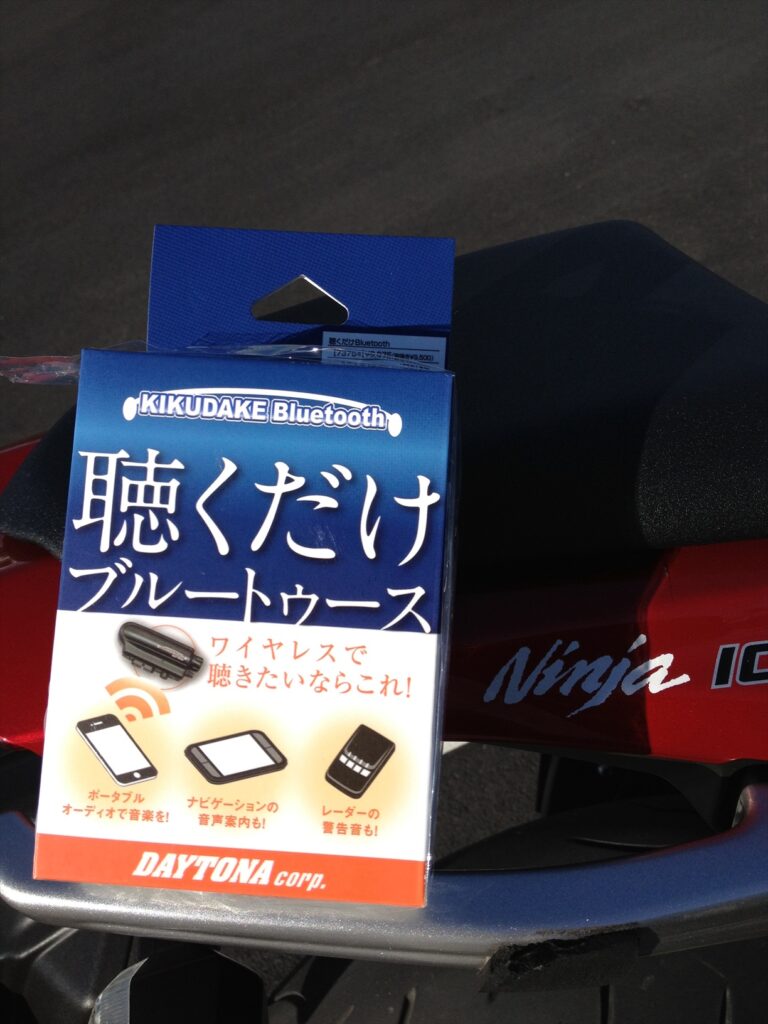 聴くだけBluetooth
KIKUDAKE Bluetooth
聴くだけ
ブルートゥース
ワイヤレスで
聴きたいならこれ!
ポータブル
オーディオで音楽を!
ナビゲーションの
音声案内も!
レーダーの
警告音も!
DAYTONA corp.
Ninja 10